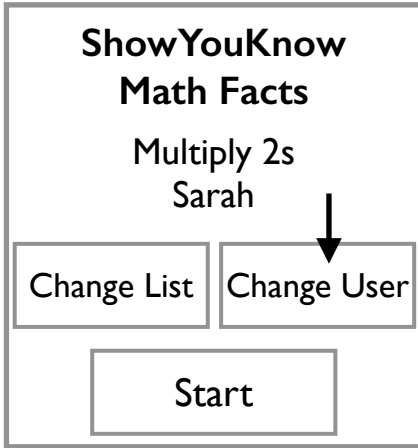 ShowYouKnow
Math Facts
Multiply 2s
Sarah
Change List
Change User
Start